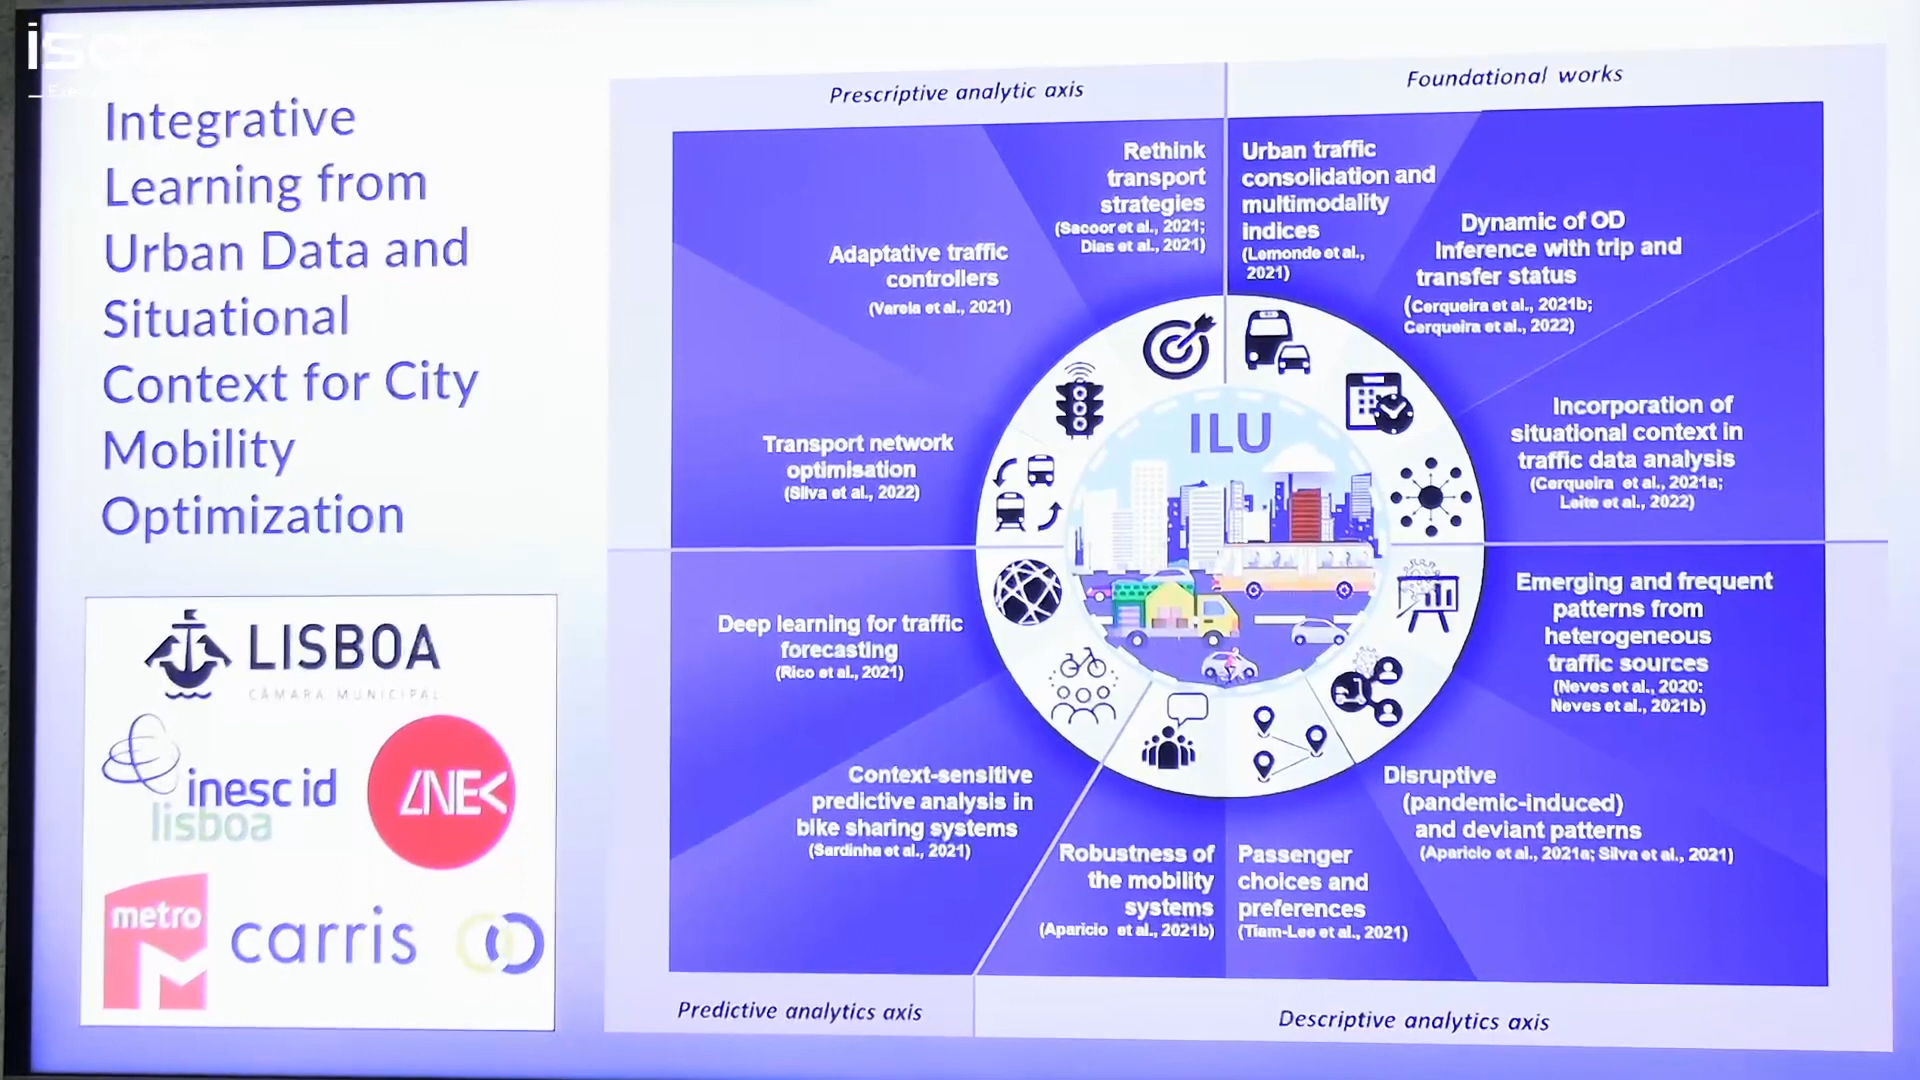 Integrative
Learning from
Urban Data and
Situational
Context for City
Mobility
Optimization
LISBOA
CÂMARA MUNICIPAL
inesc id
lisboa
LNEC
metro
M
carris
Prescriptive analytic axis
Foundational works
Rethink
transport
strategies
(Sacoor et al., 2021;
Dias et al., 2021)
Urban traffic
consolidation and
multimodality
indices
(Lemonde et al.,
2021)
Dynamic of OD
Inference with trip and
transfer status
(Cerqueira et al., 2021b;
Cerqueira et al., 2022)
Adaptative traffic
controllers
(Varela et al., 2021)
Incorporation of
situational context in
traffic data analysis
(Cerqueira et al., 2021a;
Leite et al., 2022)
Transport network
optimisation
(Silva et al., 2022)
ILU
Emerging and frequent
patterns from
heterogeneous
traffic sources
(Neves et al., 2020:
Neves et al., 2021b)
Deep learning for traffic
forecasting
(Rico et al., 2021)
Context-sensitive
predictive analysis in
bike sharing systems
(Sardinha et al., 2021)
Disruptive
(pandemic-induced)
and deviant patterns
(Aparicio et al., 2021a; Silva et al., 2021)
Robustness of
the mobility
systems
(Aparicio et al., 2021b)
Passenger
choices and
preferences
(Tiam-Lee et al., 2021)
Predictive analytics axis
Descriptive analytics axis